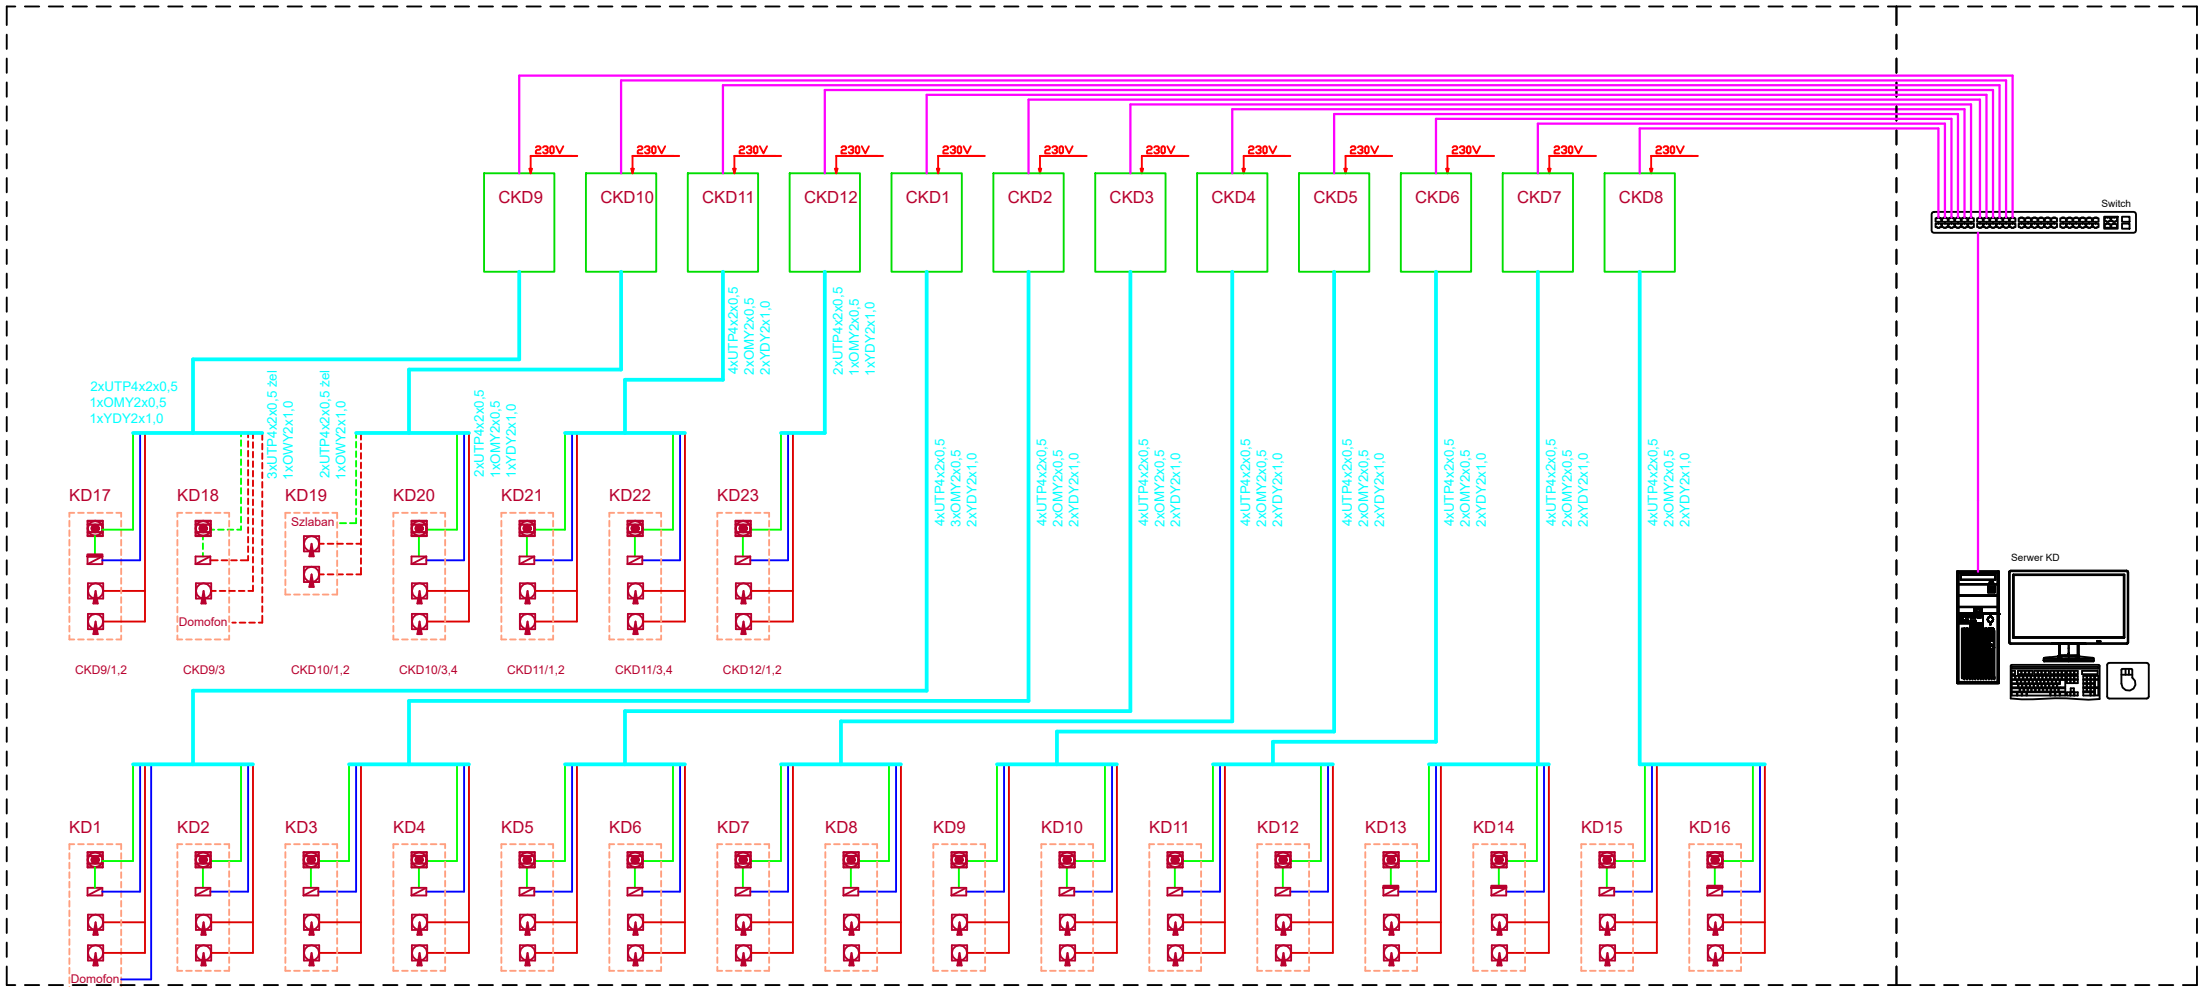 230V 230V 230V 230V 230V 230V 230V 230V 230V 230V 230V 230V
CKD9 CKD10 CKD11 CKD12 CKD1 CKD2 CKD3 CKD4 CKD5 CKD6 CKD7 CKD8
Switch
4xUTP4x2x0,5
2xOMY2x0,5
2xYDY2x1,0
2xUTP4x2x0,5
1xOMY2x0,5
1xYDY2x1,0
2xUTP4x2x0,5
1xOMY2x0,5
1xYDY2x1,0
3xUTP4x2x0,5 żel
1xOWY2x1,0
2xUTP4x2x0,5 żel
1xOWY2x1,0
2xUTP4x2x0,5
1xOMY2x0,5
1xYDY2x1,0
4xUTP4x2x0,5
3xOMY2x0,5
2xYDY2x1,0
4xUTP4x2x0,5
2xOMY2x0,5
2xYDY2x1,0
4xUTP4x2x0,5
2xOMY2x0,5
2xYDY2x1,0
4xUTP4x2x0,5
2xOMY2x0,5
2xYDY2x1,0
4xUTP4x2x0,5
2xOMY2x0,5
2xYDY2x1,0
4xUTP4x2x0,5
2xOMY2x0,5
2xYDY2x1,0
4xUTP4x2x0,5
2xOMY2x0,5
2xYDY2x1,0
4xUTP4x2x0,5
2xOMY2x0,5
2xYDY2x1,0
KD17 KD18 KD19 KD20 KD21 KD22 KD23
Szlaban
Serwer KD
Domofon
CKD9/1,2 CKD9/3 CKD10/1,2 CKD10/3,4 CKD11/1,2 CKD11/3,4 CKD12/1,2
KD1 KD2 KD3 KD4 KD5 KD6 KD7 KD8 KD9 KD10 KD11 KD12 KD13 KD14 KD15 KD16
Domofon